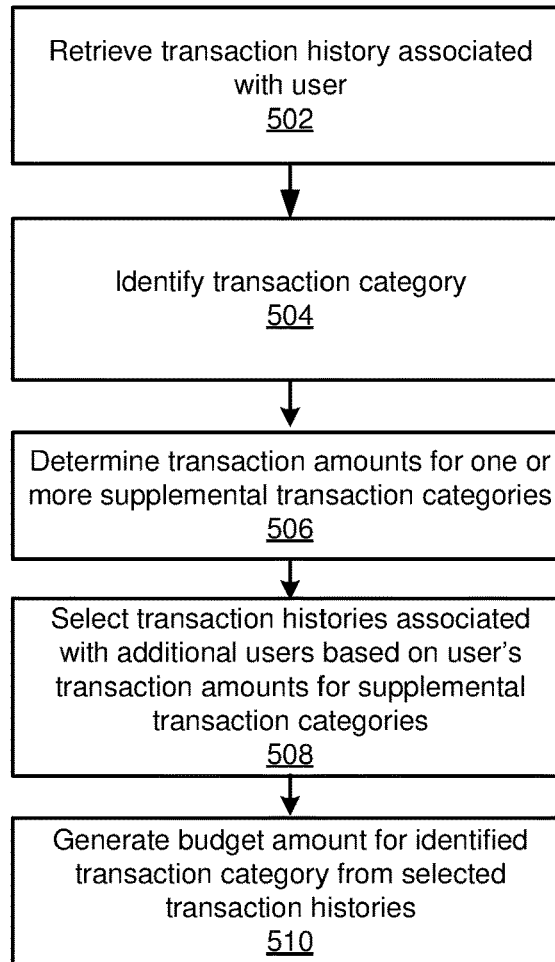 Retrieve transaction history associated
with user
502
Identify transaction category
504
Determine transaction amounts for one or
more supplemental transaction categories
506
Select transaction histories associated
with additional users based on user's
transaction amounts for supplemental
transaction categories
508
Generate budget amount for identified
transaction category from selected
transaction histories
510